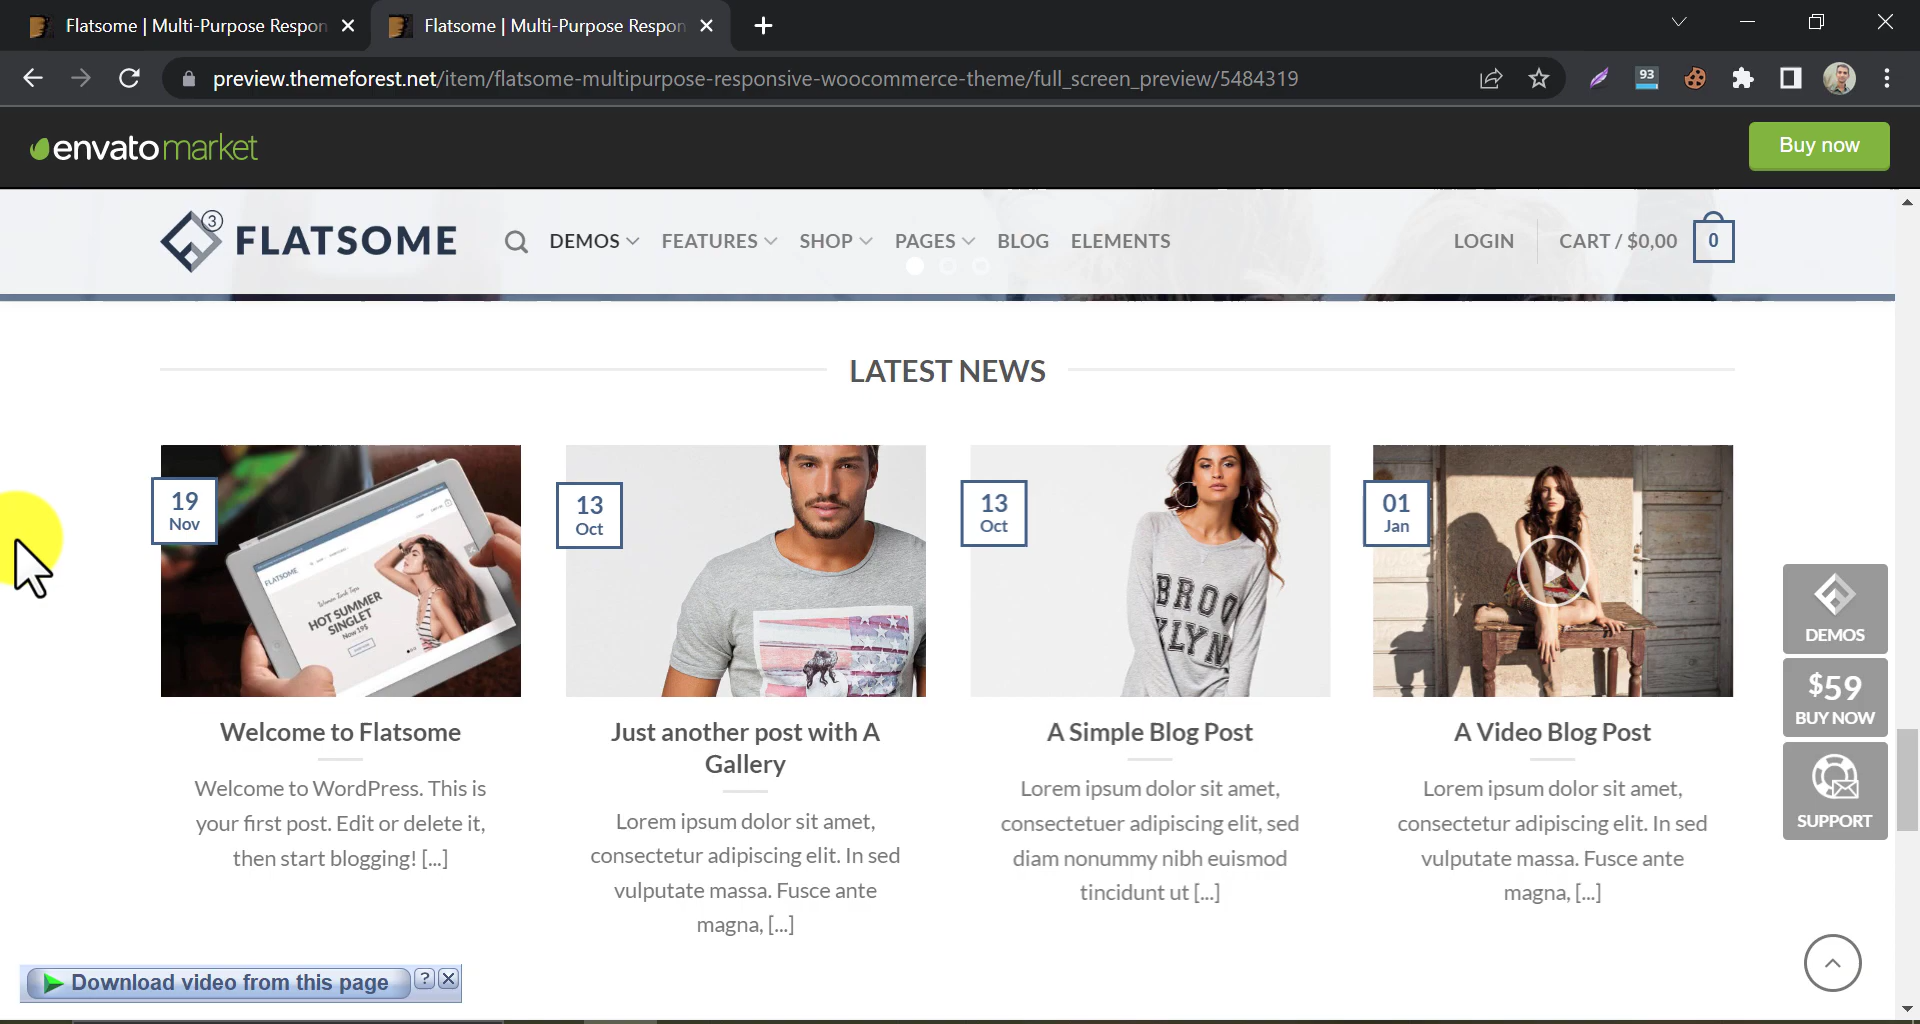 Flatsome | Multi-Purpose Respon
Flatsome | Multi-Purpose Respon
preview.themeforest.net/item/flatsome-multipurpose-responsive-woocommerce-theme/full_screen_preview/5484319
93
envato market
Buy now
3
FLATSOME
DEMOS
FEATURES
SHOP
PAGES
BLOG
ELEMENTS
LOGIN
CART / $0,00
0
LATEST NEWS
19
Nov
FLATSOME
HOT SUMMER
SINGLET
Now 19$
13
Oct
13
Oct
BROO
KLYN
01
Jan
Welcome to Flatsome
Welcome to WordPress. This is
your first post. Edit or delete it,
then start blogging! [...]
Just another post with A
Gallery
Lorem ipsum dolor sit amet,
consectetur adipiscing elit. In sed
vulputate massa. Fusce ante
magna, [...]
A Simple Blog Post
Lorem ipsum dolor sit amet,
consectetuer adipiscing elit, sed
diam nonummy nibh euismod
tincidunt ut [...]
A Video Blog Post
Lorem ipsum dolor sit amet,
consectetur adipiscing elit. In sed
vulputate massa. Fusce ante
magna, [...]
DEMOS
$59
BUY NOW
SUPPORT
Download video from this page
?